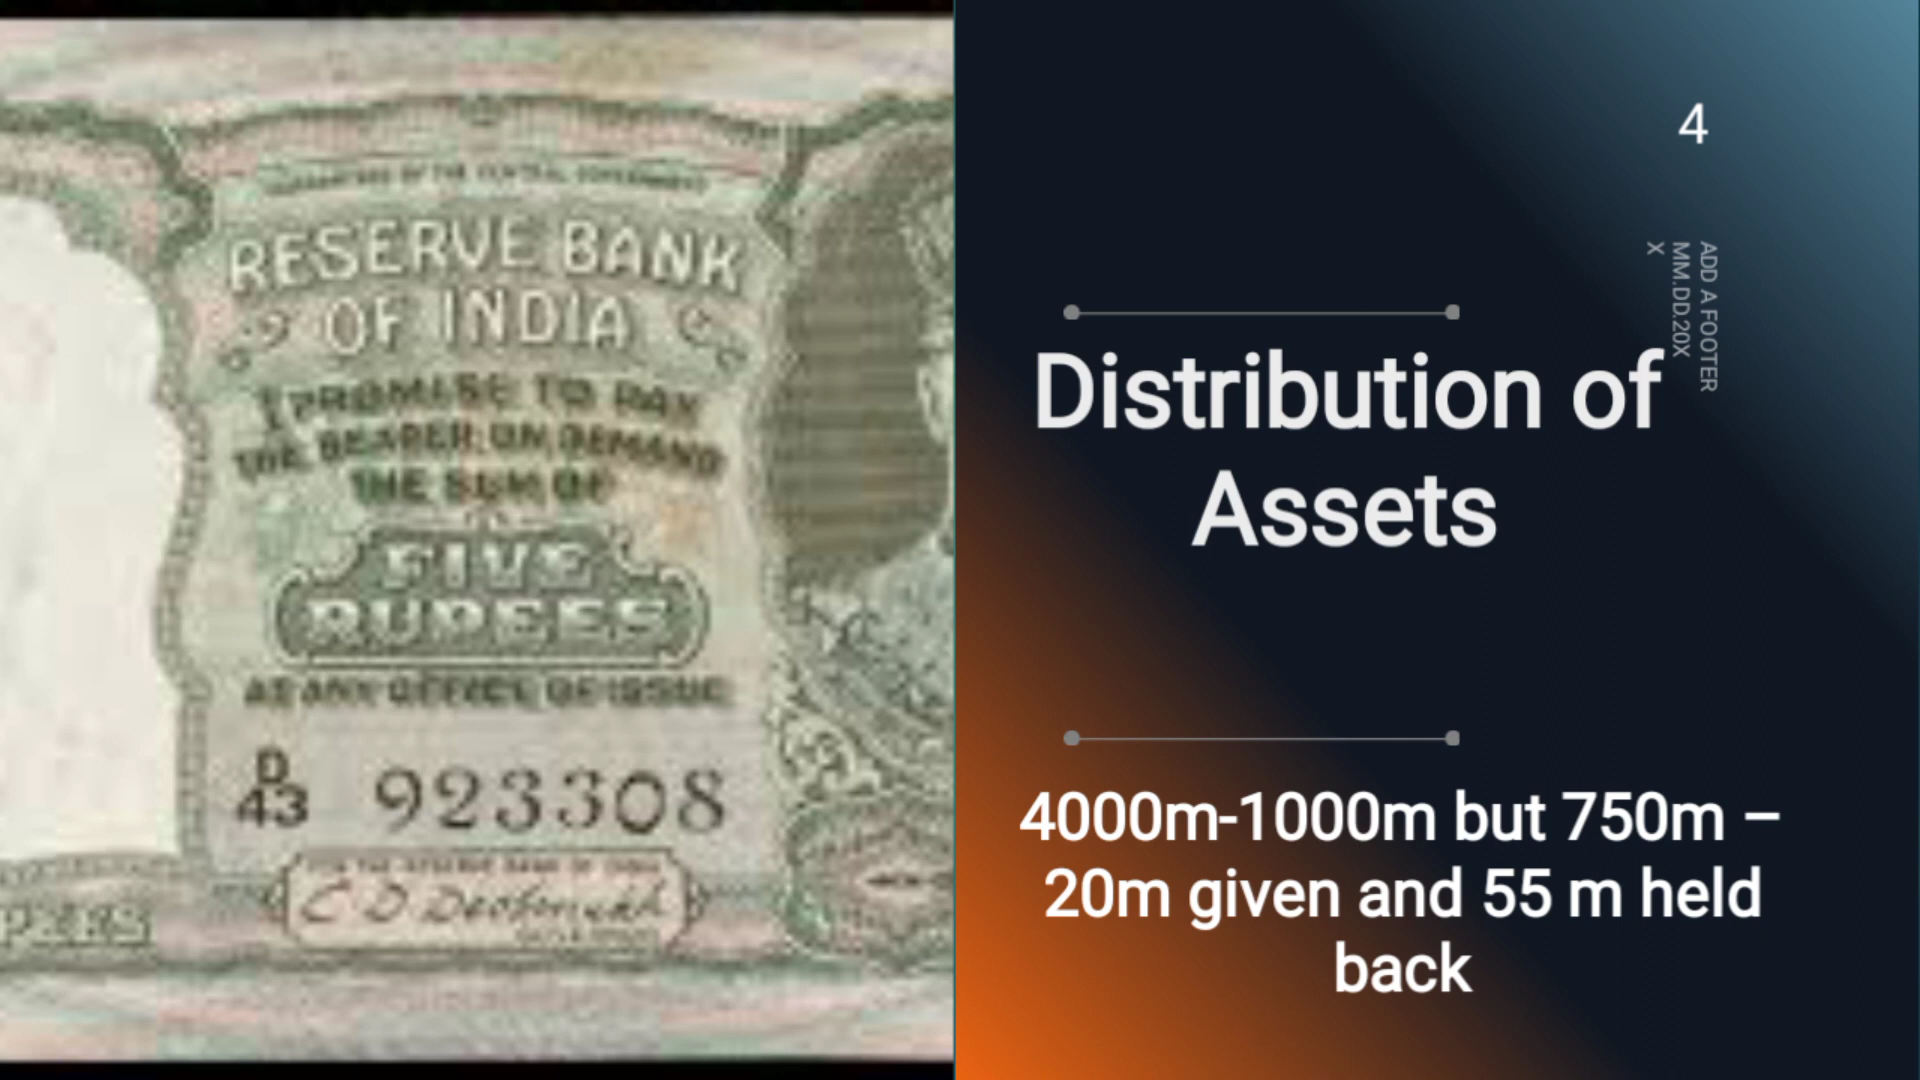 RESERVE BANK
OF INDIA
I PROMISE TO PAY
THE BEARER ON DEMAND
THE SUM OF
FIVE
RUPEES
AT ANY OFFICE OF ISSUE
D
43 923308
C D Deshmukh
4
ADD A FOOTER
MM.DD.20X
X
Distribution of
Assets
4000m-1000m but 750m –
20m given and 55 m held
back